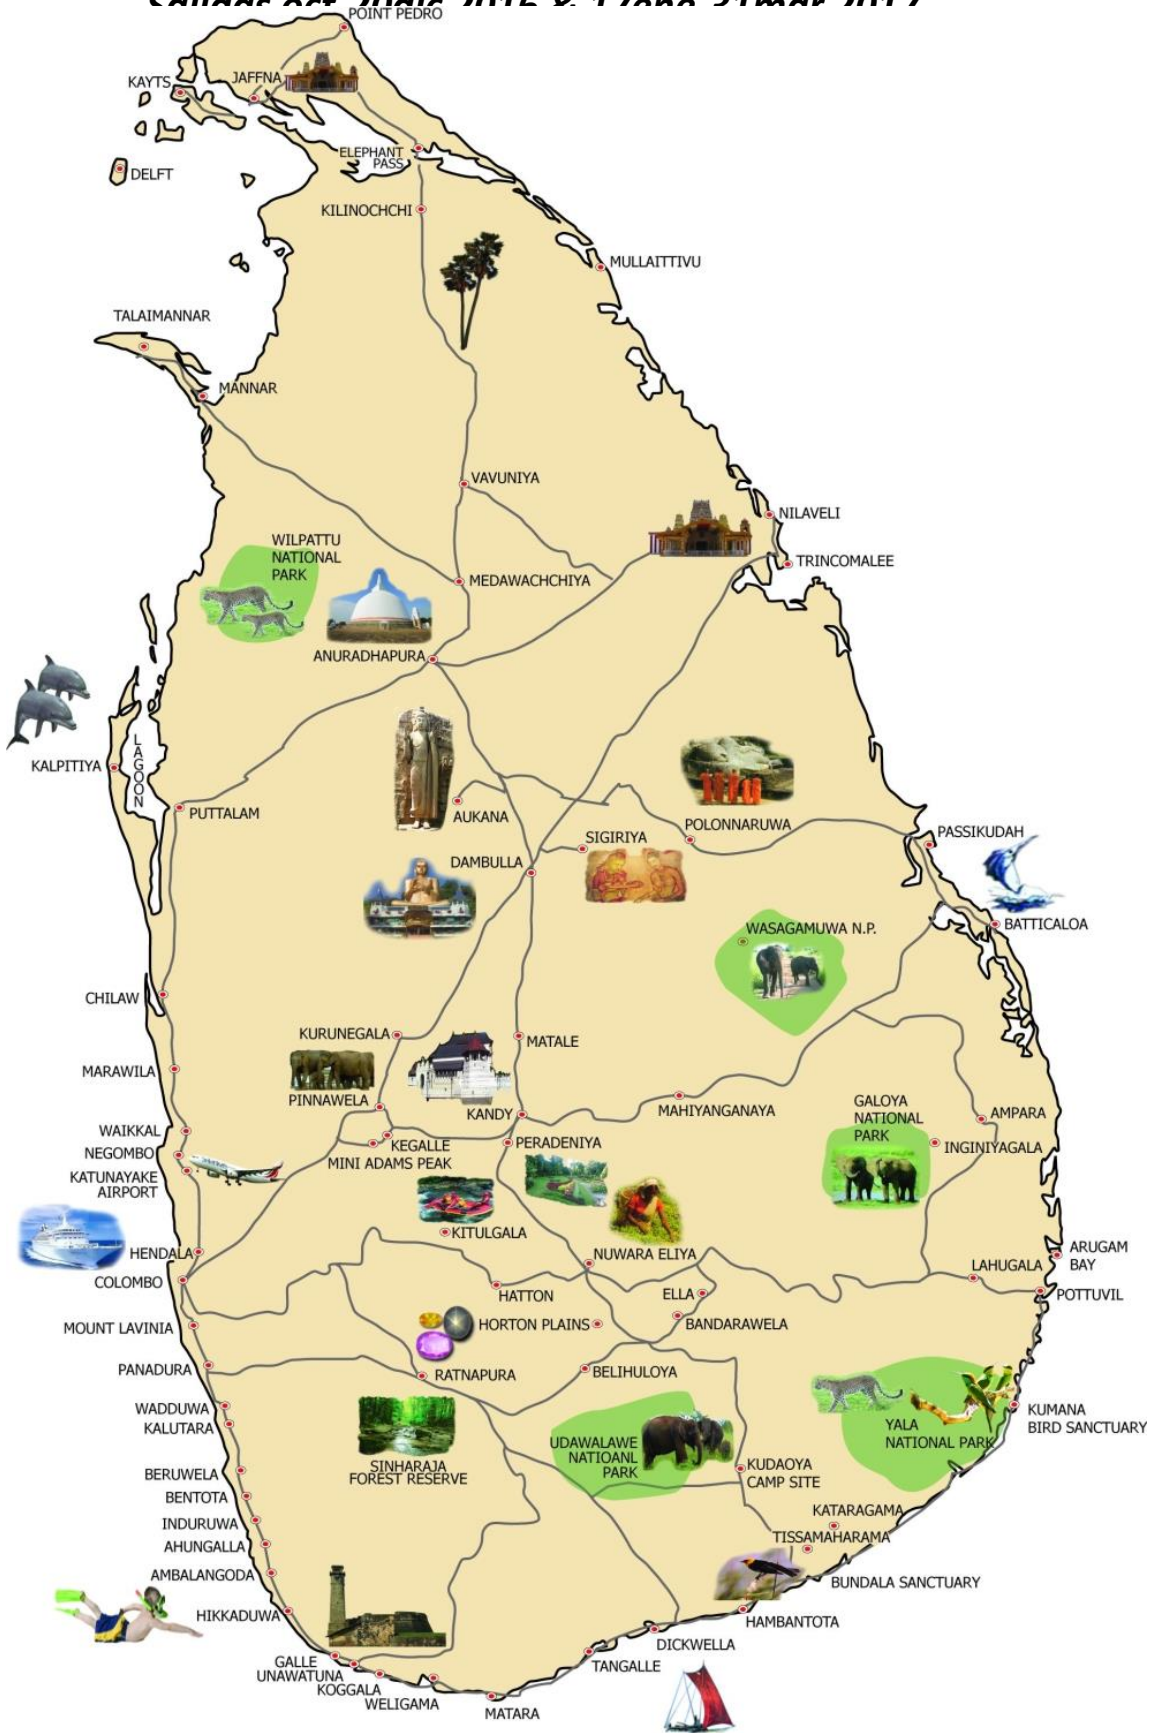 POINT PEDRO
JAFFNA
KAYTS
ELEPHANT
PASS
DELFT
KILINOCHCHI
MULLAITTIVU
TALAIMANNAR
MANNAR
VAVUNIYA
NILAVELI
WILPATTU
NATIONAL
PARK
TRINCOMALEE
MEDAWACHCHIYA
ANURADHAPURA
LAGOON
KALPITIYA
PUTTALAM
AUKANA
SIGIRIYA
POLONNARUWA
PASSIKUDAH
DAMBULLA
BATTICALOA
WASAGAMUWA N.P.
CHILAW
KURUNEGALA
MATALE
MARAWILA
PINNAWELA
KANDY
MAHIYANGANAYA
GALOYA
NATIONAL
PARK
AMPARA
WAIKKAL
KEGALLE
PERADENIYA
INGINIYAGALA
NEGOMBO
MINI ADAMS PEAK
KATUNAYAKE
AIRPORT
KITULGALA
HENDALA
NUWARA ELIYA
ARUGAM
BAY
LAHUGALA
COLOMBO
HATTON
ELLA
POTTUVIL
MOUNT LAVINIA
HORTON PLAINS
BANDARAWELA
PANADURA
RATNAPURA
BELIHULOYA
WADDUWA
KALUTARA
KUMANA
BIRD SANCTUARY
YALA
NATIONAL PARK
UDAWALAWE
NATIOANL
PARK
SINHARAJA
FOREST RESERVE
BERUWELA
KUDAOYA
CAMP SITE
BENTOTA
KATARAGAMA
INDURUWA
TISSAMAHARAMA
AHUNGALLA
AMBALANGODA
BUNDALA SANCTUARY
HIKKADUWA
HAMBANTOTA
DICKWELLA
GALLE
TANGALLE
UNAWATUNA
KOGGALA
WELIGAMA
MATARA